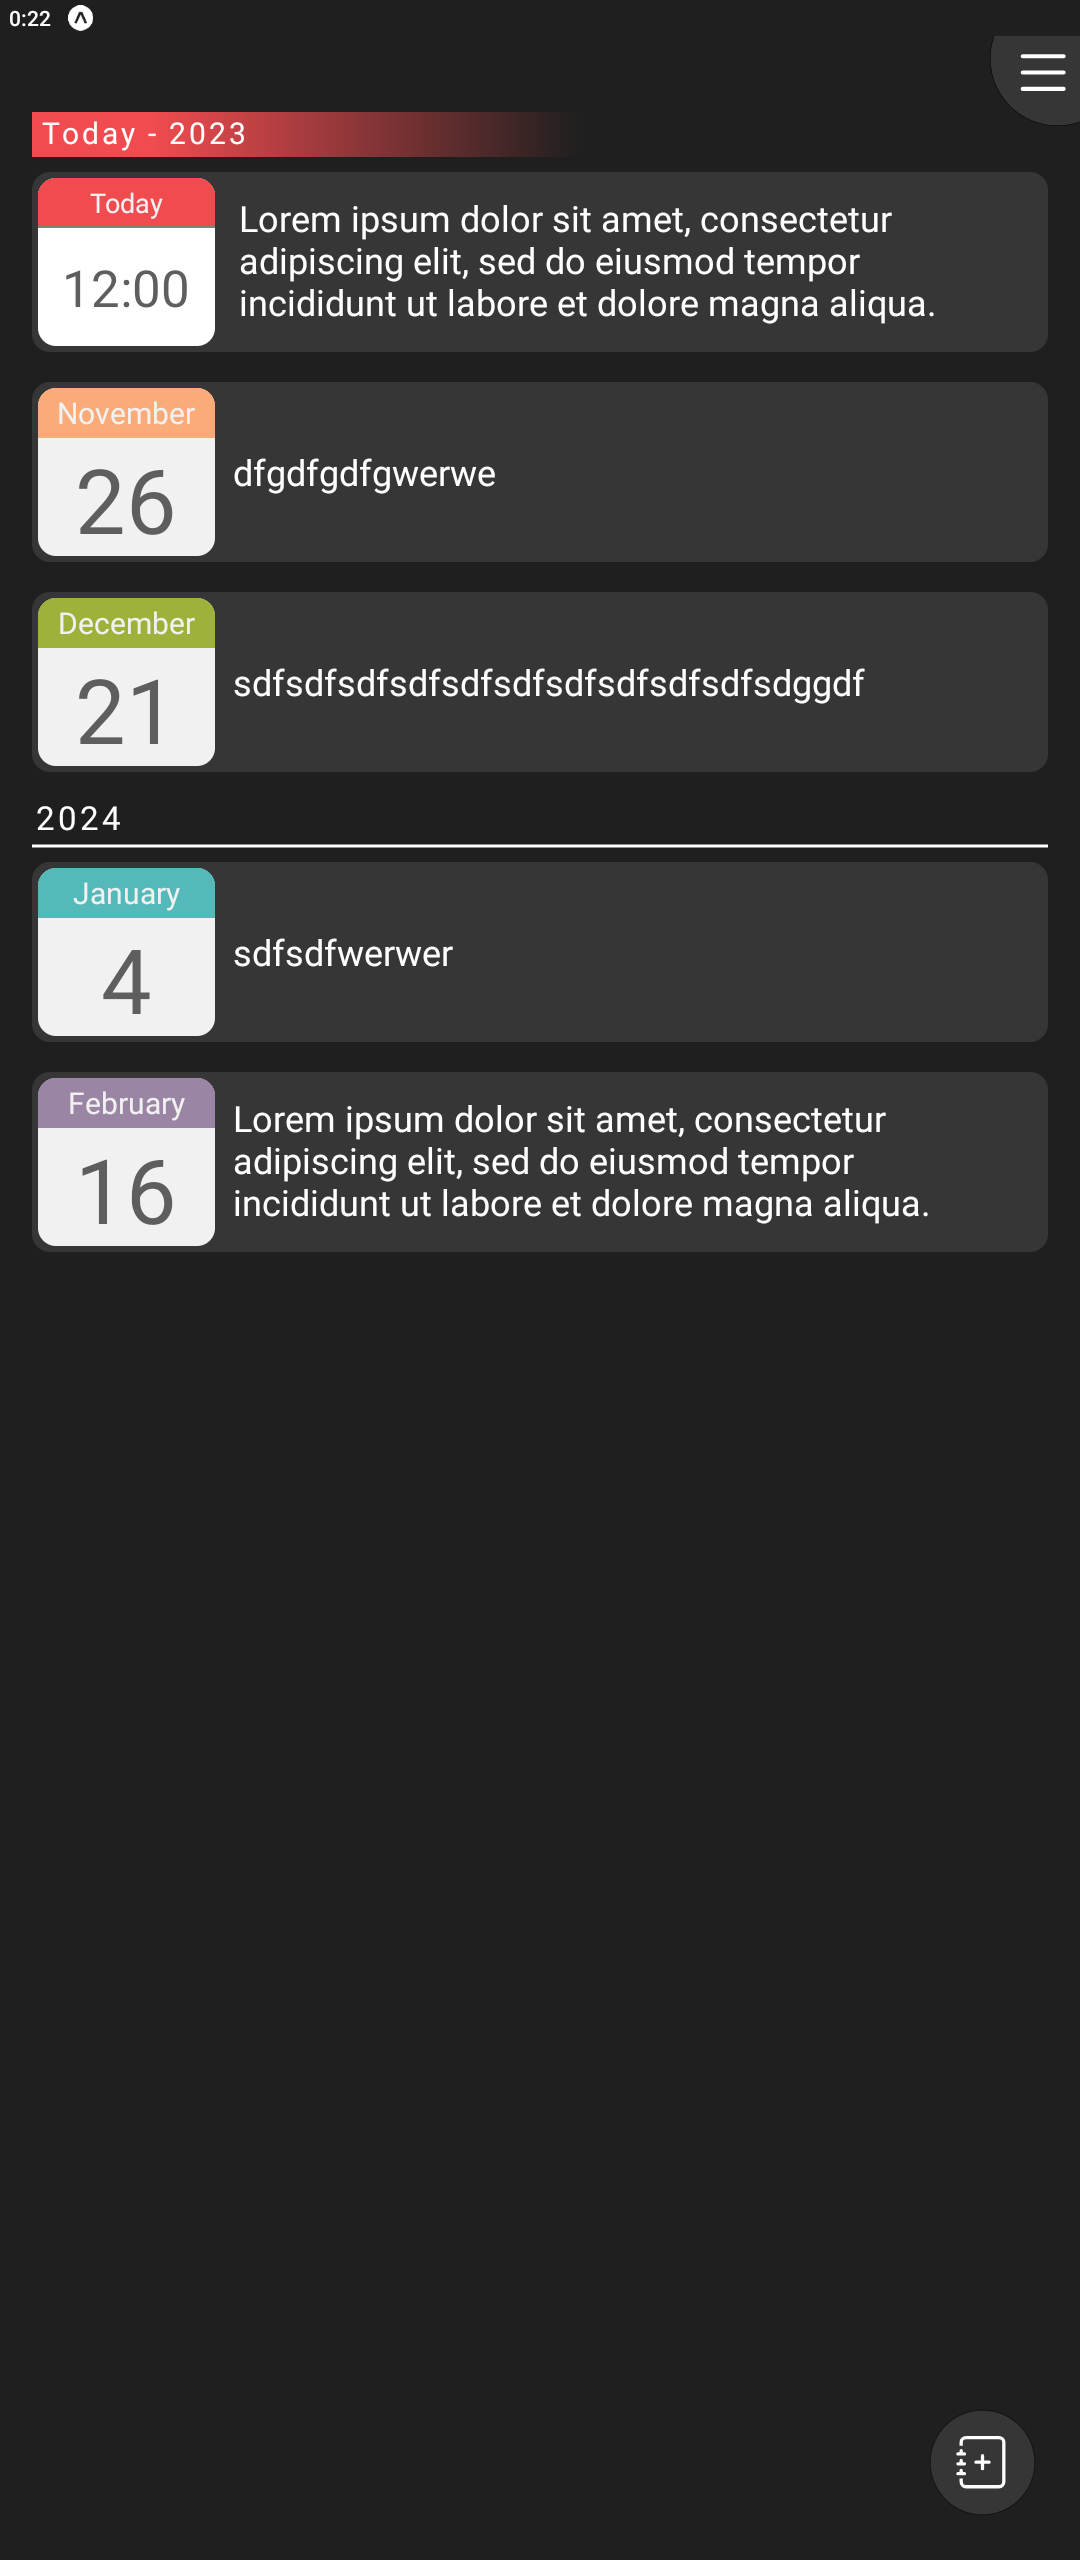 0:22
Today - 2023
Today
12:00
Lorem ipsum dolor sit amet, consectetur
adipiscing elit, sed do eiusmod tempor
incididunt ut labore et dolore magna aliqua.
November
26
dfgdfgdfgwerwe
December
21
sdfsdfsdfsdfsdfsdfsdfsdfsdfsdfsdggdf
2024
January
4
sdfsdfwerwer
February
16
Lorem ipsum dolor sit amet, consectetur
adipiscing elit, sed do eiusmod tempor
incididunt ut labore et dolore magna aliqua.